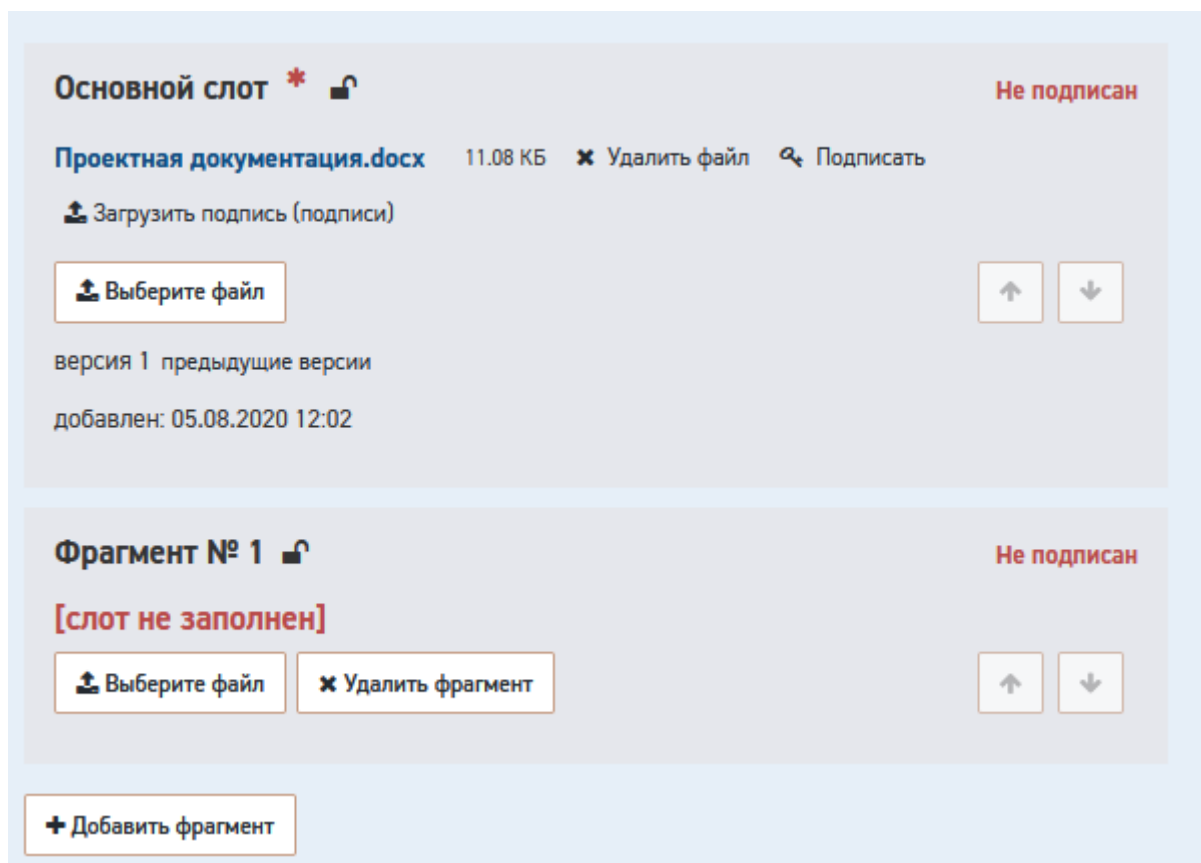 Основной слот * Не подписан
Проектная документация.docx 11.08 КБ Удалить файл Подписать
Загрузить подпись (подписи)
Выберите файл
версия 1 предыдущие версии
добавлен: 05.08.2020 12:02
Фрагмент № 1 Не подписан
[слот не заполнен]
Выберите файл Удалить фрагмент
Добавить фрагмент